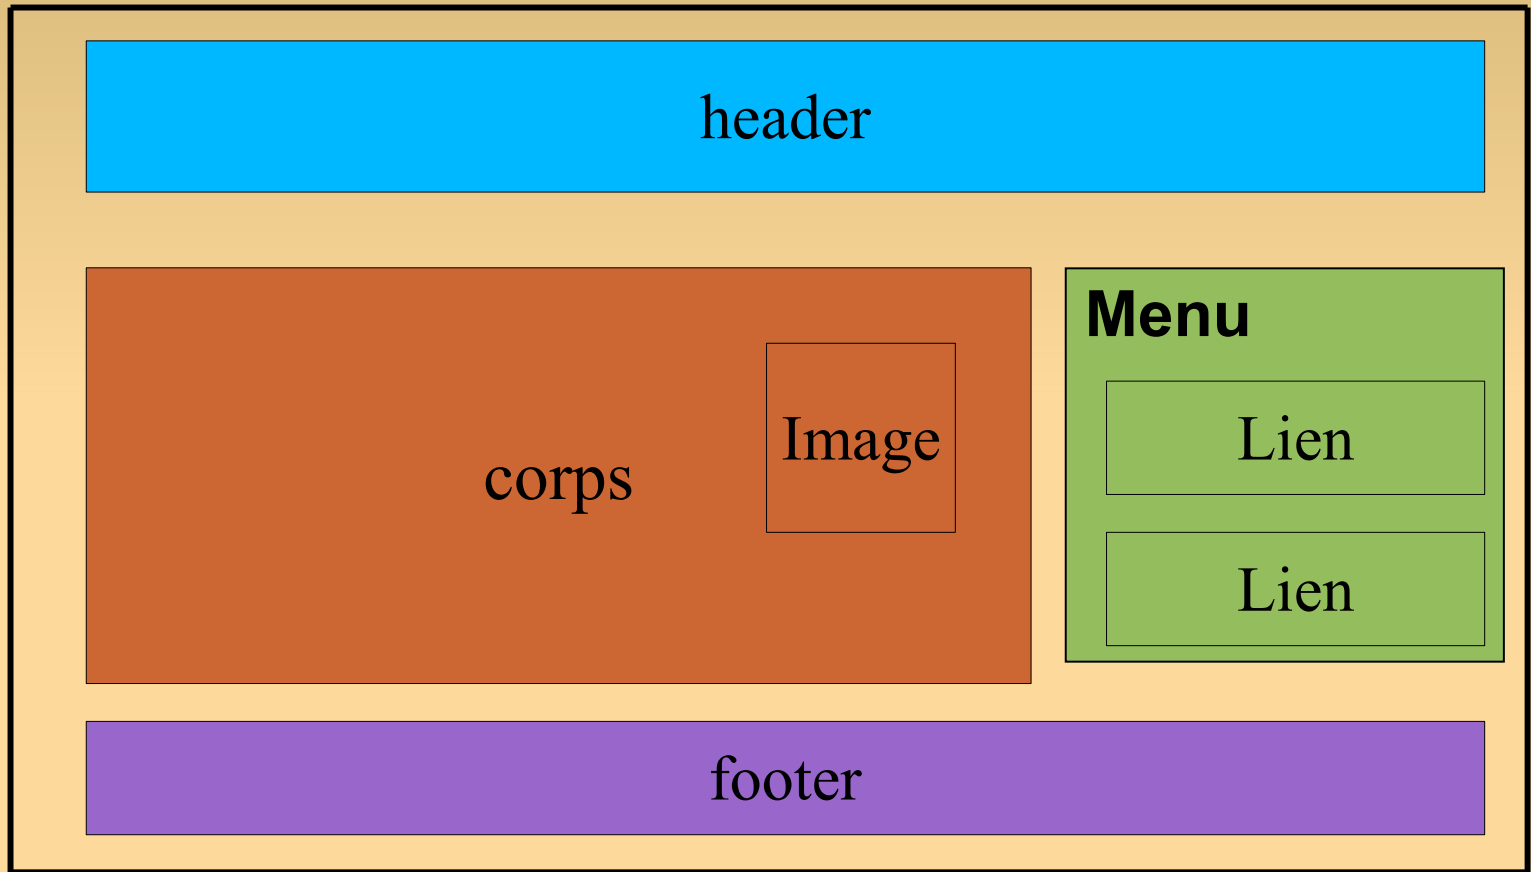 header
corps
Image
Menu
Lien
Lien
footer